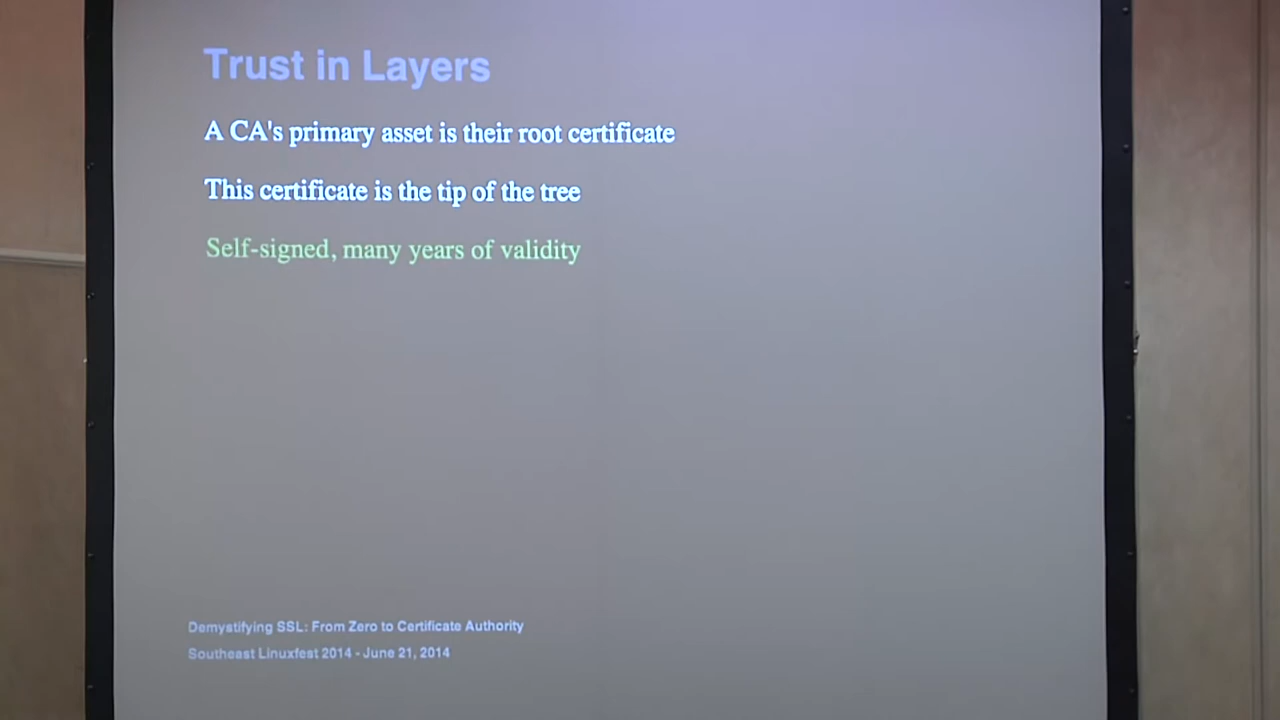 Trust in Layers
A CA's primary asset is their root certificate
This certificate is the tip of the tree
Self-signed, many years of validity
Demystifying SSL: From Zero to Certificate Authority
Southeast Linuxfest 2014 - June 21, 2014